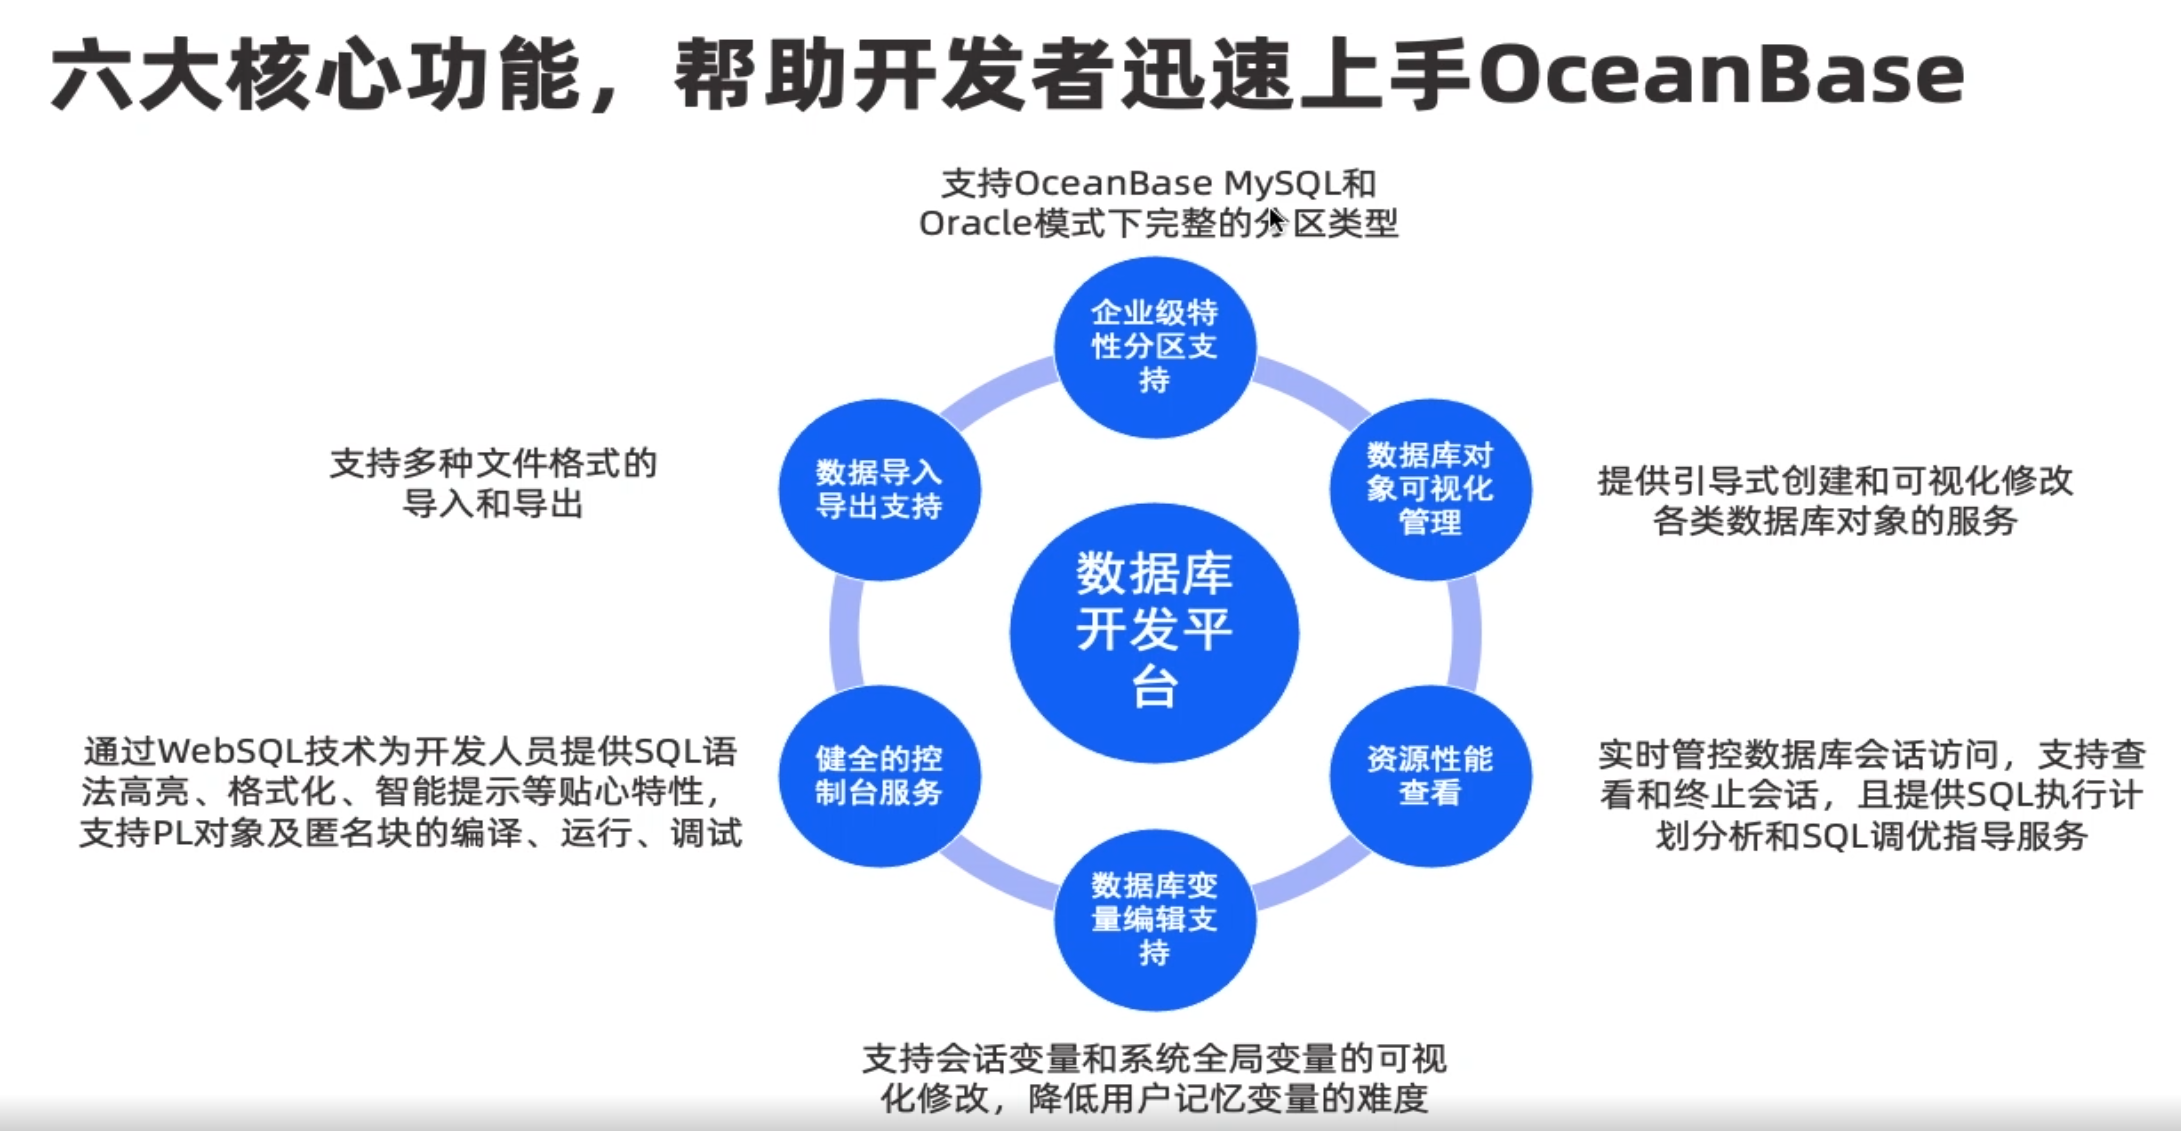 六大核心功能，帮助开发者迅速上手OceanBase
支持OceanBase MySQL和
Oracle模式下完整的分区类型
企业级特
性分区支
持
数据库对
象可视化
管理
提供引导式创建和可视化修改
各类数据库对象的服务
资源性能
查看
实时管控数据库会话访问，支持查
看和终止会话，且提供SQL执行计
划分析和SQL调优指导服务
数据库变
量编辑支
持
支持会话变量和系统全局变量的可视
化修改，降低用户记忆变量的难度
健全的控
制台服务
通过WebSQL技术为开发人员提供SQL语
法高亮、格式化、智能提示等贴心特性，
支持PL对象及匿名块的编译、运行、调试
数据导入
导出支持
支持多种文件格式的
导入和导出
数据库
开发平
台